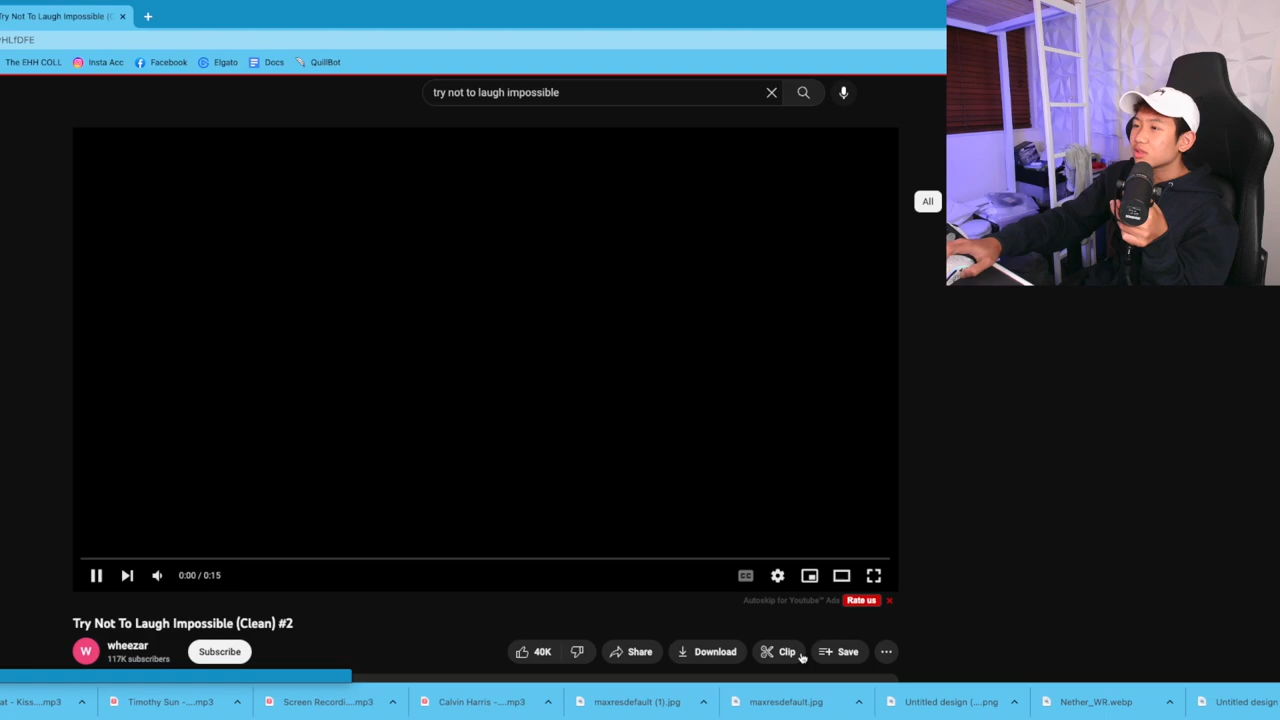 Try Not To Laugh Impossible (
HLfDFE
The EHH COLL Insta Acc Facebook Elgato Docs QuillBot
try not to laugh impossible
All
0:00 / 0:15
CC
Autoskip for Youtube™ Ads Rate us
Try Not To Laugh Impossible (Clean) #2
W
wheezar
117K subscribers
Subscribe
40K Share Download Clip Save
at - Kiss....mp3 Timothy Sun -....mp3 Screen Recordi....mp3 Calvin Harris -....mp3 maxresdefault (1).jpg maxresdefault.jpg Untitled design (....png Nether_WR.webp Untitled design